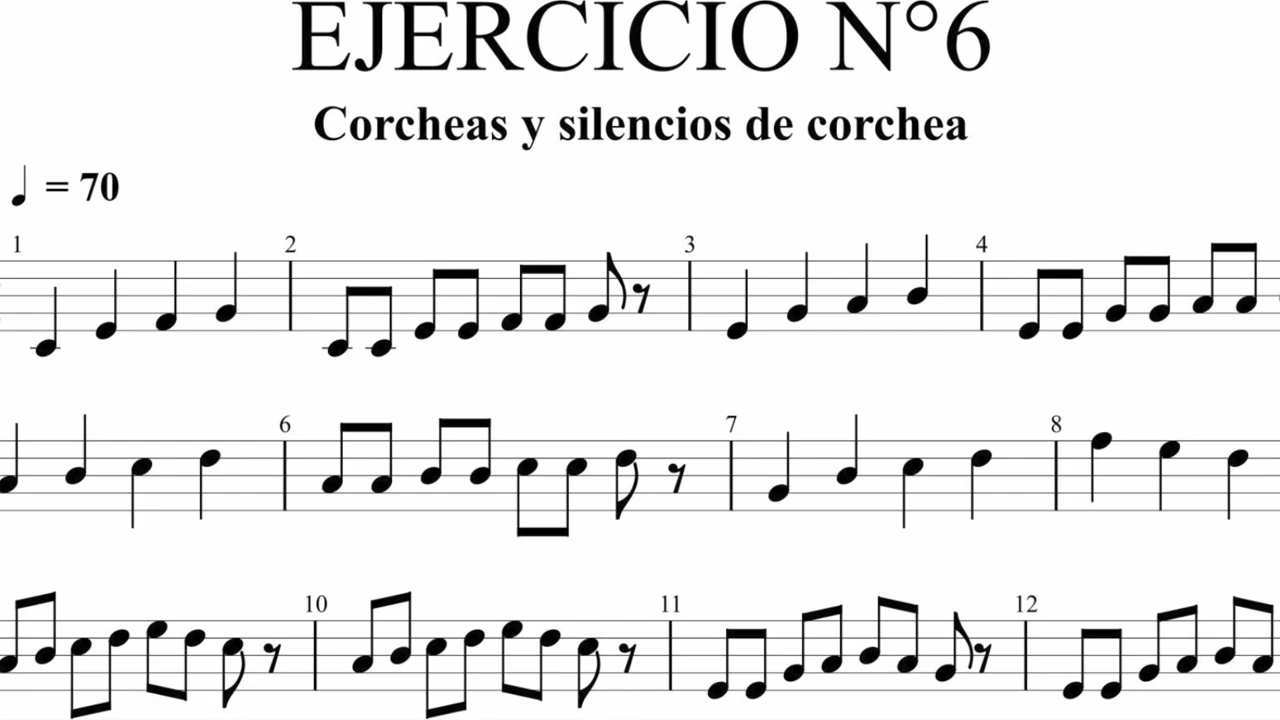 EJERCICIO N°6
Corcheas y silencios de corchea
♩ = 70
1 2 3 4
6 7 8
10 11 12